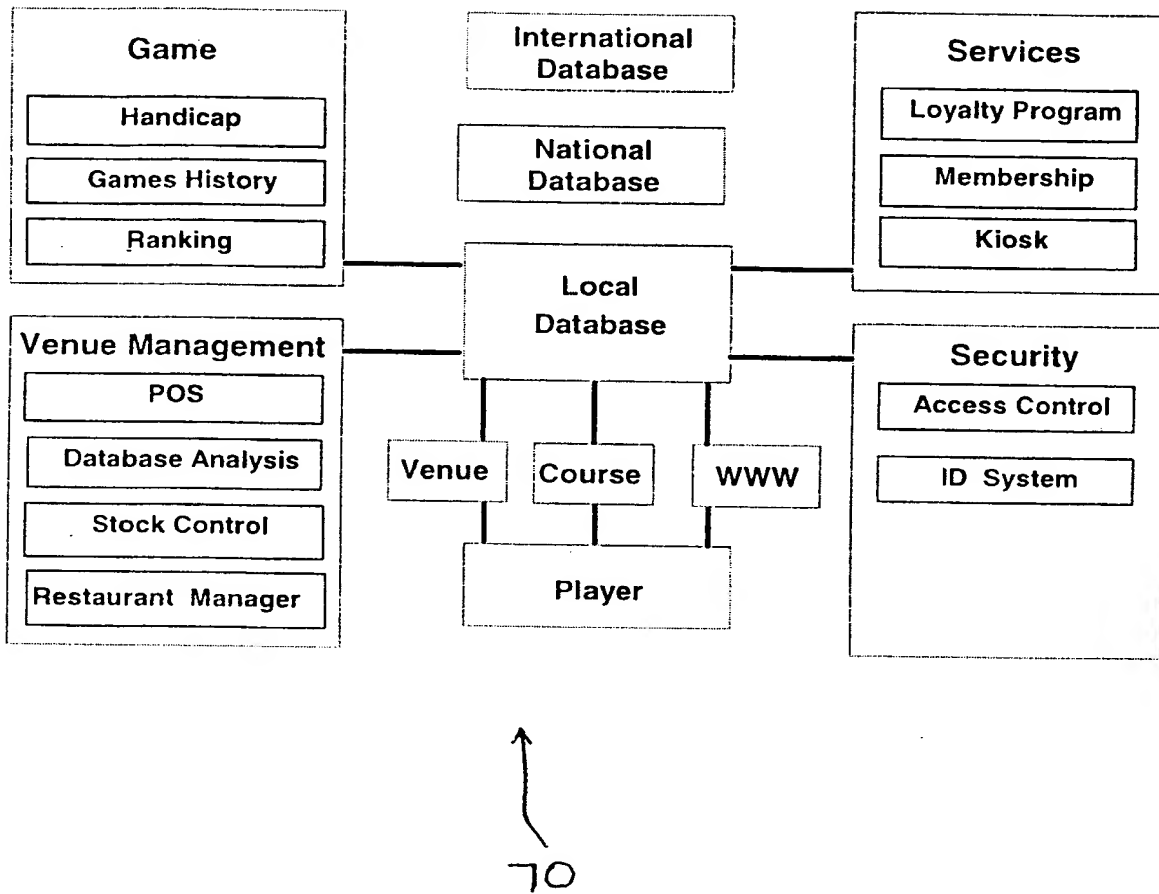 Game
Handicap
Games History
Ranking
International
Database
National
Database
Local
Database
Services
Loyalty Program
Membership
Kiosk
Venue Management
POS
Database Analysis
Stock Control
Restaurant Manager
Venue
Course
WWW
Player
Security
Access Control
ID System
70